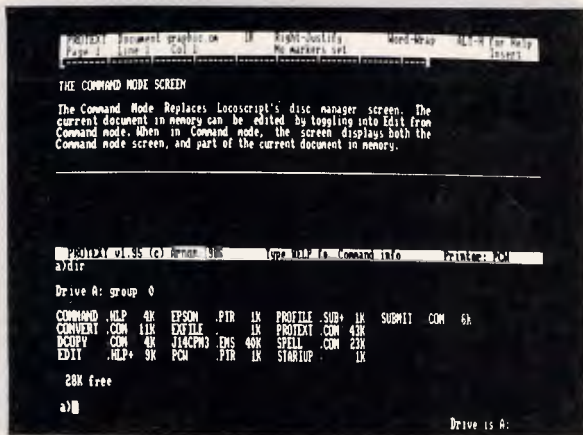 PROTEXT Document graphic.om IN Right-Justify Word-Wrap ALT-H for Help
Page 1 Line 1 Col 1 No markers set Insert
THE COMMAND MODE SCREEN
The Command Mode Replaces Locoscript's disc manager screen. The
current document in memory can be edited by toggling into Edit from
Command mode. When in Command mode, the screen displays both the
Command mode screen, and part of the current document in memory.
PROTEXT v1.95 (c) Arnor Type HELP Command info Printer: PCW
a)dir
Drive A: group 0
COMMAND .HLP 4K EPSON .PTR 1K PROFILE .SUB+ 1K SUBMIT COM 6k
CONVERT .COM 11K EXFILE . 1K PROTEXT .COM 43K
DCOPY .COM 4K J14CPM3 .EMS 40K SPELL .COM 23K
EDIT .HLP+ 9K PCW .PTR 1K STARTUP . 1K
28K free
a)
Drive is A: